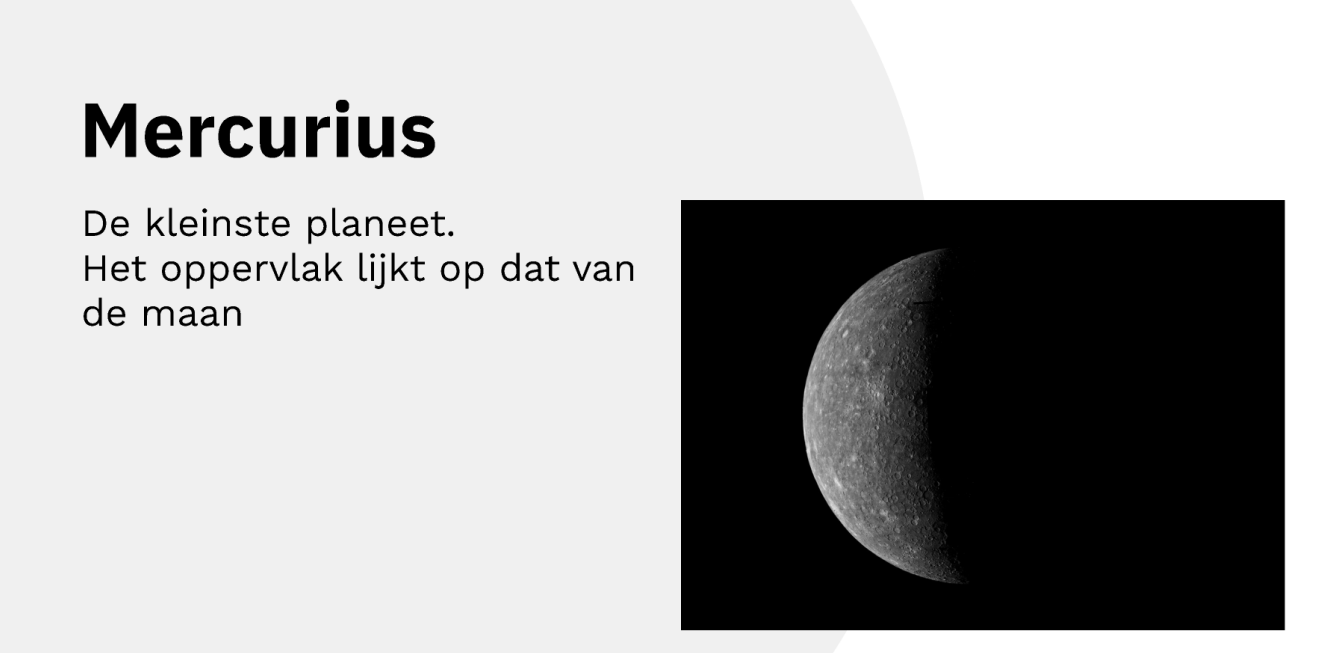 Mercurius
De kleinste planeet.
Het oppervlak lijkt op dat van
de maan